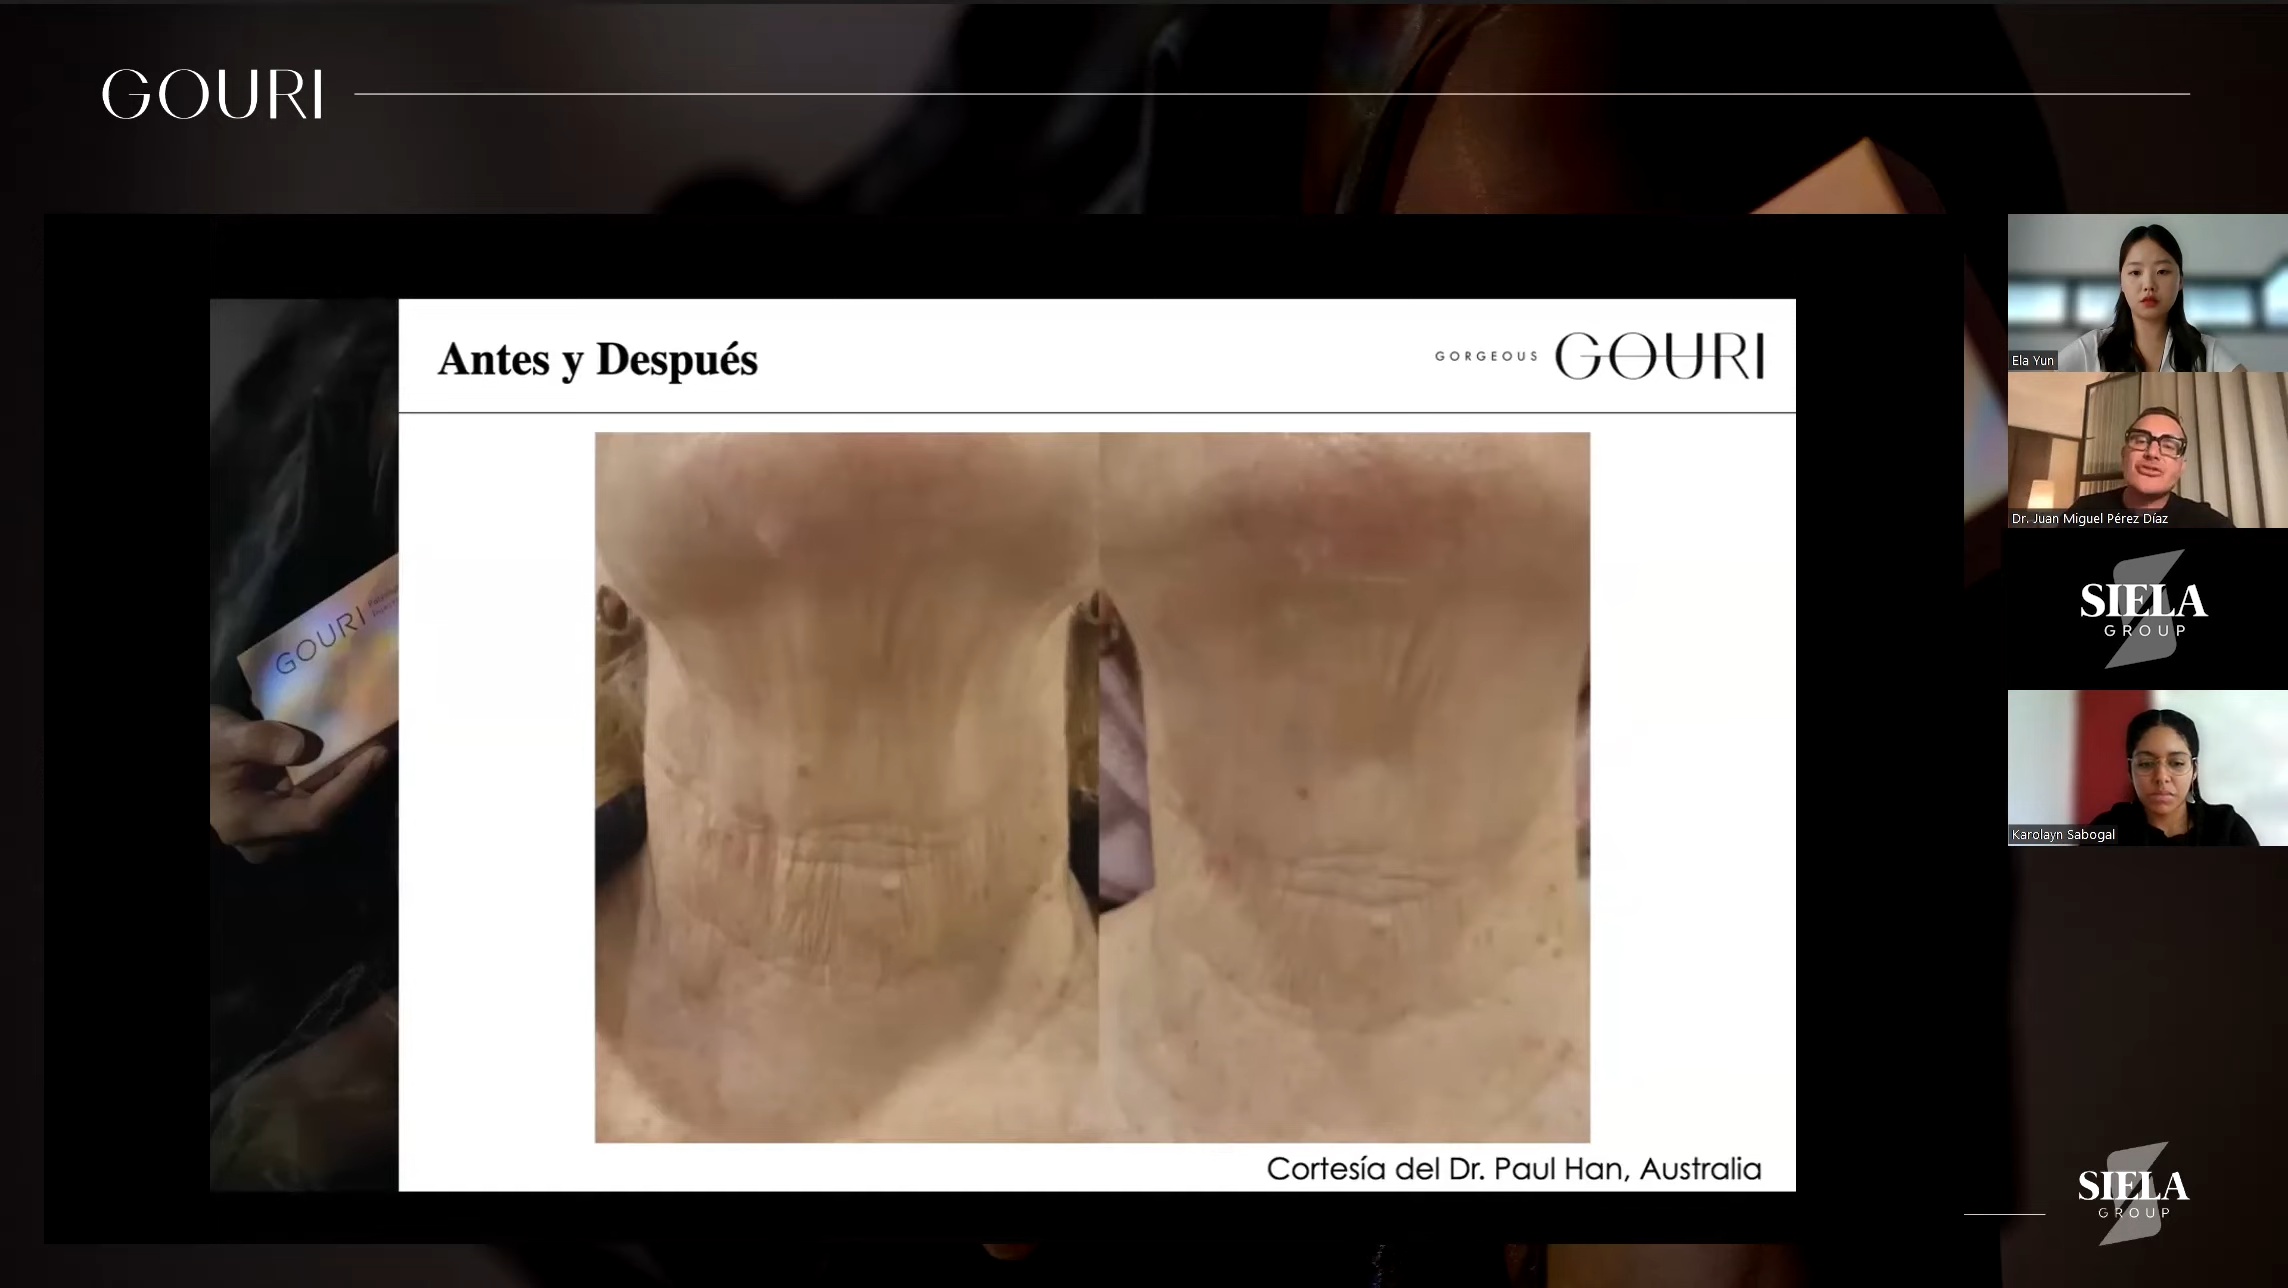 GOURI
Antes y Después
GORGEOUS GOURI
GOURI
Cortesía del Dr. Paul Han, Australia
Ela Yun
Dr. Juan Miguel Pérez Díaz
SIELA
GROUP
Karolayn Sabogal
SIELA
GROUP